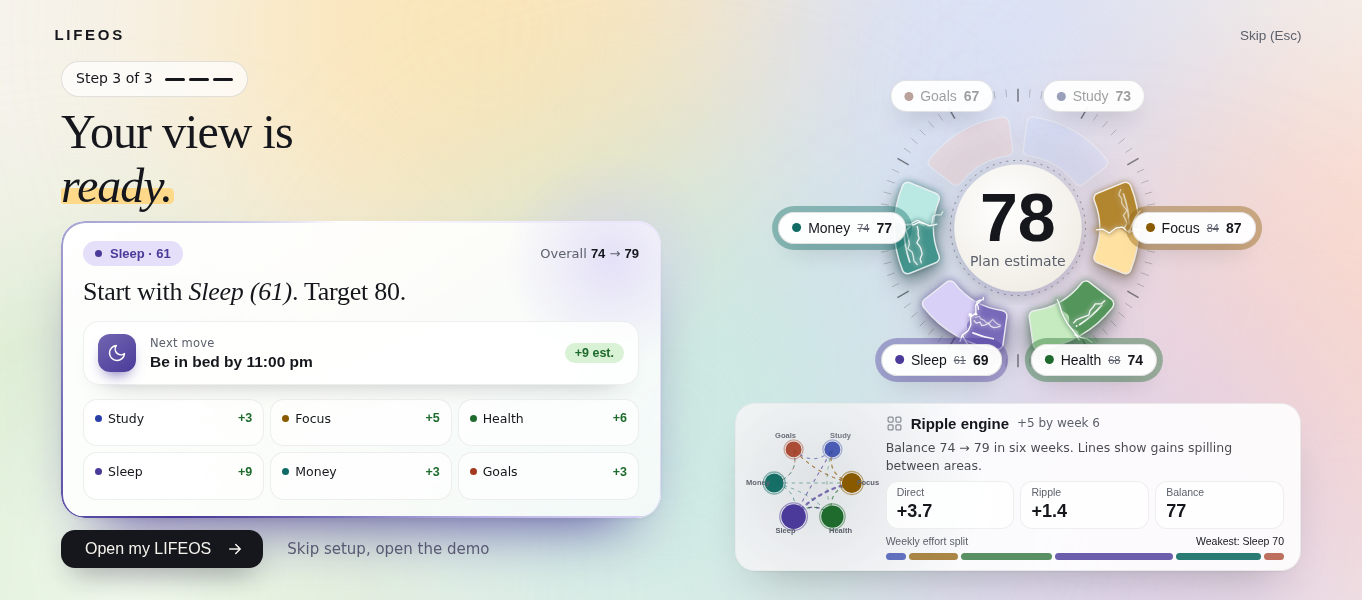 LIFEOS
Skip (Esc)
Step 3 of 3
Your view is
ready.
Sleep · 61
Overall 74 → 79
Start with Sleep (61). Target 80.
Next move
Be in bed by 11:00 pm
+9 est.
Study +3
Focus +5
Health +6
Sleep +9
Money +3
Goals +3
Open my LIFEOS →
Skip setup, open the demo
Goals 67
Study 73
Money 74 77
78
Plan estimate
Focus 84 87
Sleep 61 69
Health 68 74
Ripple engine +5 by week 6
Balance 74 → 79 in six weeks. Lines show gains spilling
between areas.
Goals
Study
Money
Focus
Sleep
Health
Direct
+3.7
Ripple
+1.4
Balance
77
Weekly effort split
Weakest: Sleep 70